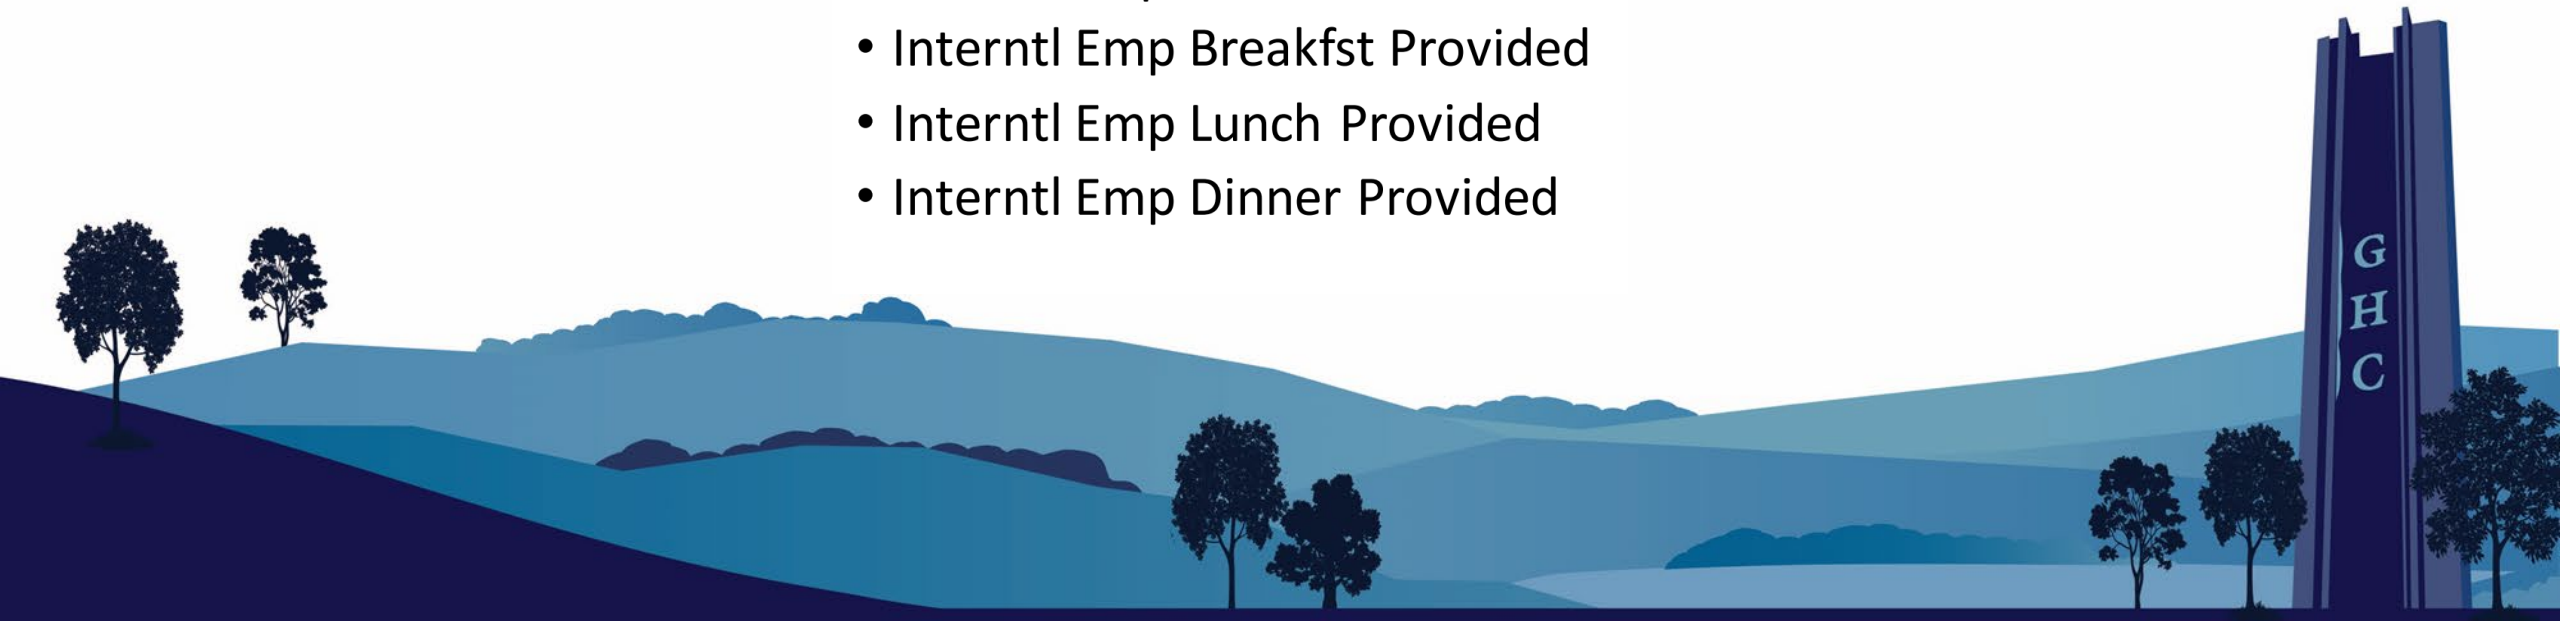 • Interntl Emp Breakfst Provided
• Interntl Emp Lunch Provided
• Interntl Emp Dinner Provided
G
H
C